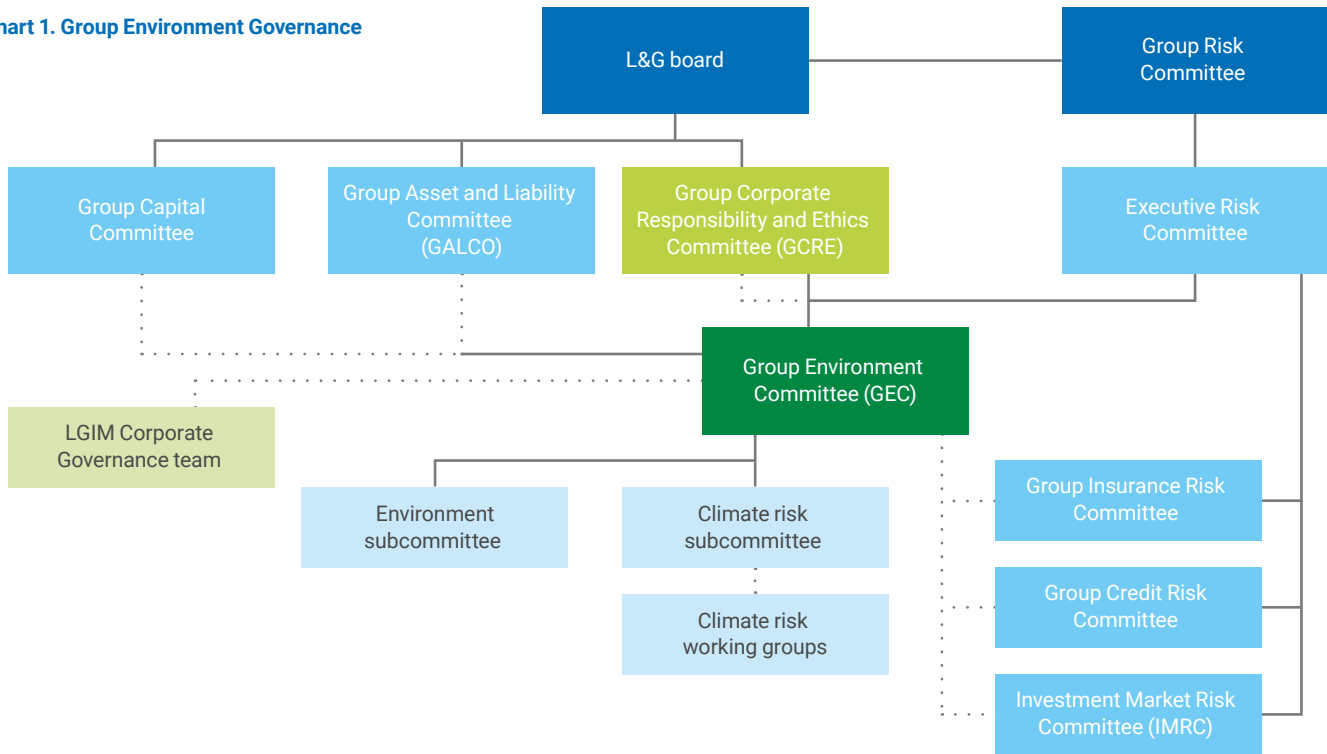 hart 1. Group Environment Governance
L&G board
Group Risk
Committee
Group Capital
Committee
Group Asset and Liability
Committee
(GALCO)
Group Corporate
Responsibility and Ethics
Committee (GCRE)
Executive Risk
Committee
Group Environment
Committee (GEC)
LGIM Corporate
Governance team
Environment
subcommittee
Climate risk
subcommittee
Climate risk
working groups
Group Insurance Risk
Committee
Group Credit Risk
Committee
Investment Market Risk
Committee (IMRC)